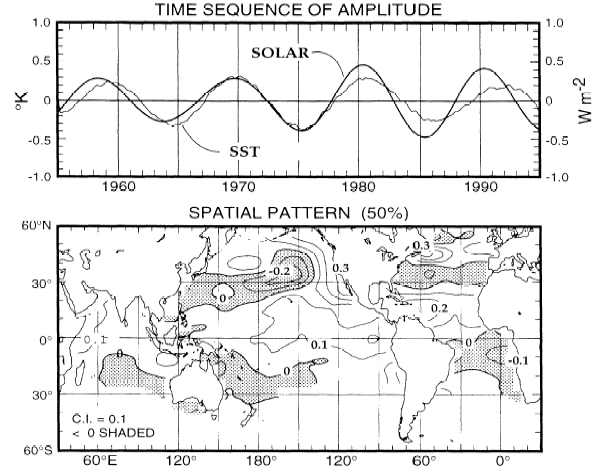 TIME SEQUENCE OF AMPLITUDE
1.0 1.0
SOLAR
0.5 0.5
°K 0 0 W m-2
-0.5 -0.5
SST
-1.0 -1.0
1960 1970 1980 1990
SPATIAL PATTERN (50%)
60°N
0.3
-0.2 0.3
30°
0 0.2
0.1 0.1 0
0°
0 -0.1
0
30°
C.I. = 0.1
< 0 SHADED
60°S
60°E 120° 180° 120° 60° 0°